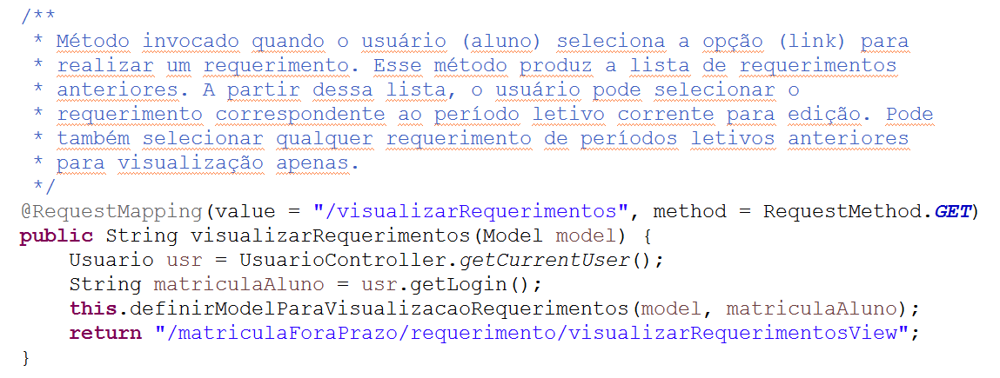 /**
 * Método invocado quando o usuário (aluno) seleciona a opção (link) para
 * realizar um requerimento. Esse método produz a lista de requerimentos
 * anteriores. A partir dessa lista, o usuário pode selecionar o
 * requerimento correspondente ao período letivo corrente para edição. Pode
 * também selecionar qualquer requerimento de períodos letivos anteriores
 * para visualização apenas.
 */
@RequestMapping(value = "/visualizarRequerimentos", method = RequestMethod.GET)
public String visualizarRequerimentos(Model model) {
    Usuario usr = UsuarioController.getCurrentUser();
    String matriculaAluno = usr.getLogin();
    this.definirModelParaVisualizacaoRequerimentos(model, matriculaAluno);
    return "/matriculaForaPrazo/requerimento/visualizarRequerimentosView";
}